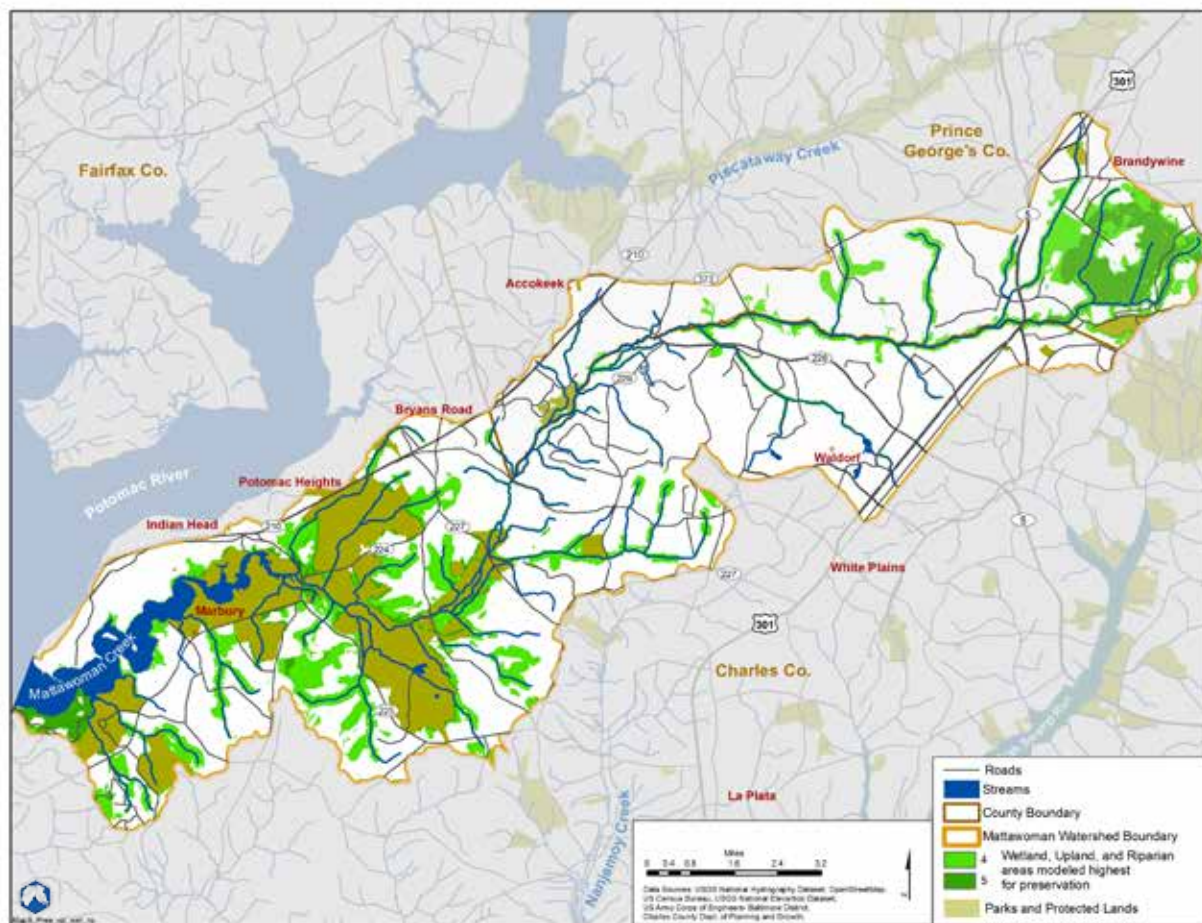 301
Prince
George's Co.
Brandywine
Fairfax Co.
Piscataway Creek
5
210
373
Accokeek
228
229
Bryans Road
Waldorf
Potomac River
Potomac Heights
Indian Head
210
227
224
5
227
White Plains
Marbury
301
Mattawoman Creek
Charles Co.
225
La Plata
Nanjemoy Creek
Roads
Streams
County Boundary
Mattawoman Watershed Boundary
4 Wetland, Upland, and Riparian
areas modeled highest
5 for preservation
Parks and Protected Lands
Miles
0 0.4 0.8 1.6 2.4 3.2
Data Sources: USGS National Hydrography Dataset, OpenStreetMap,
US Census Bureau, USGS National Elevation Dataset,
US Army Corps of Engineers Baltimore District,
Charles County Dept. of Planning and Growth.